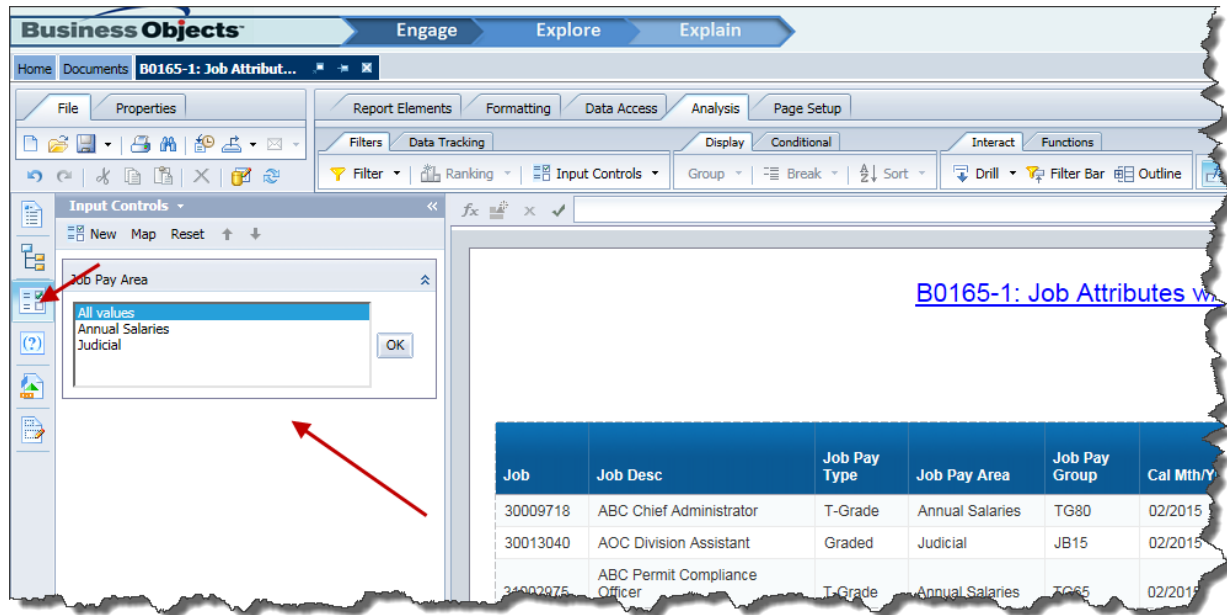 Business Objects Engage Explore Explain
Home Documents B0165-1: Job Attribut...
File Properties Report Elements Formatting Data Access Analysis Page Setup
Filters Data Tracking Display Conditional Interact Functions
Filter Ranking Input Controls Group Break Sort Drill Filter Bar Outline
Input Controls
New Map Reset
Job Pay Area
All values
Annual Salaries
Judicial
OK
B0165-1: Job Attributes
Job Job Desc Job Pay Type Job Pay Area Job Pay Group Cal Mth/Y
30009718 ABC Chief Administrator T-Grade Annual Salaries TG80 02/2015
30013040 AOC Division Assistant Graded Judicial JB15 02/2015
31002975 ABC Permit Compliance Officer T-Grade Annual Salaries TG65 02/201